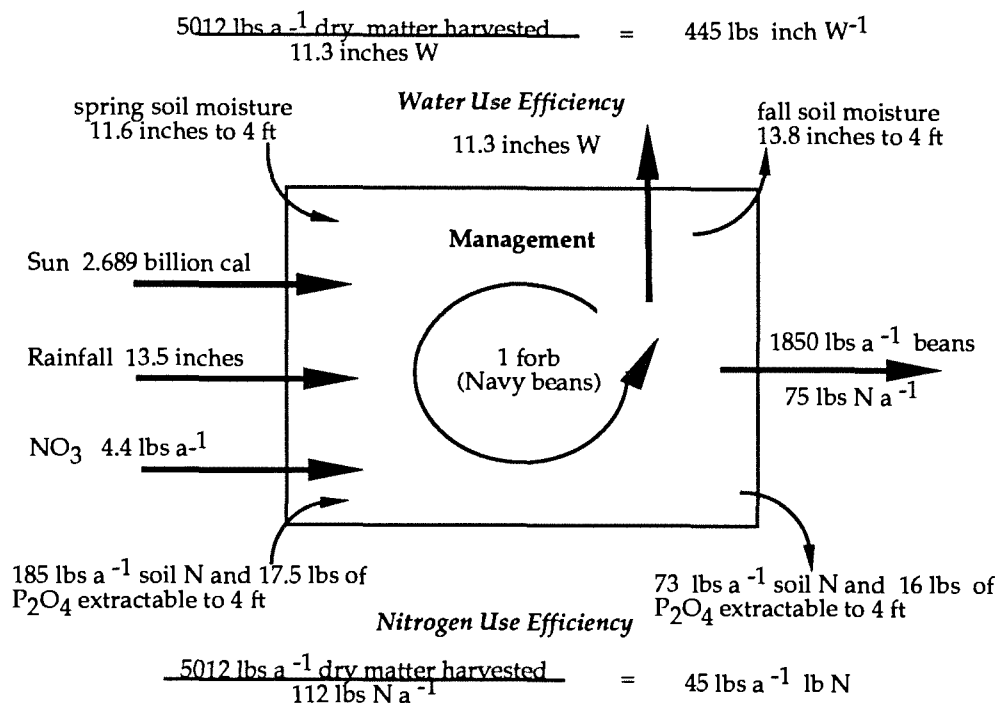 5012 lbs a -1 dry matter harvested
11.3 inches W
= 445 lbs inch W-1
spring soil moisture
11.6 inches to 4 ft
Water Use Efficiency
11.3 inches W
fall soil moisture
13.8 inches to 4 ft
Management
Sun 2.689 billion cal
Rainfall 13.5 inches
1 forb
(Navy beans)
1850 lbs a -1 beans
75 lbs N a -1
NO3 4.4 lbs a-1
185 lbs a -1 soil N and 17.5 lbs of
P2O4 extractable to 4 ft
73 lbs a-1 soil N and 16 lbs of
P2O4 extractable to 4 ft
Nitrogen Use Efficiency
5012 lbs a -1 dry matter harvested
112 lbs N a -1
= 45 lbs a -1 lb N